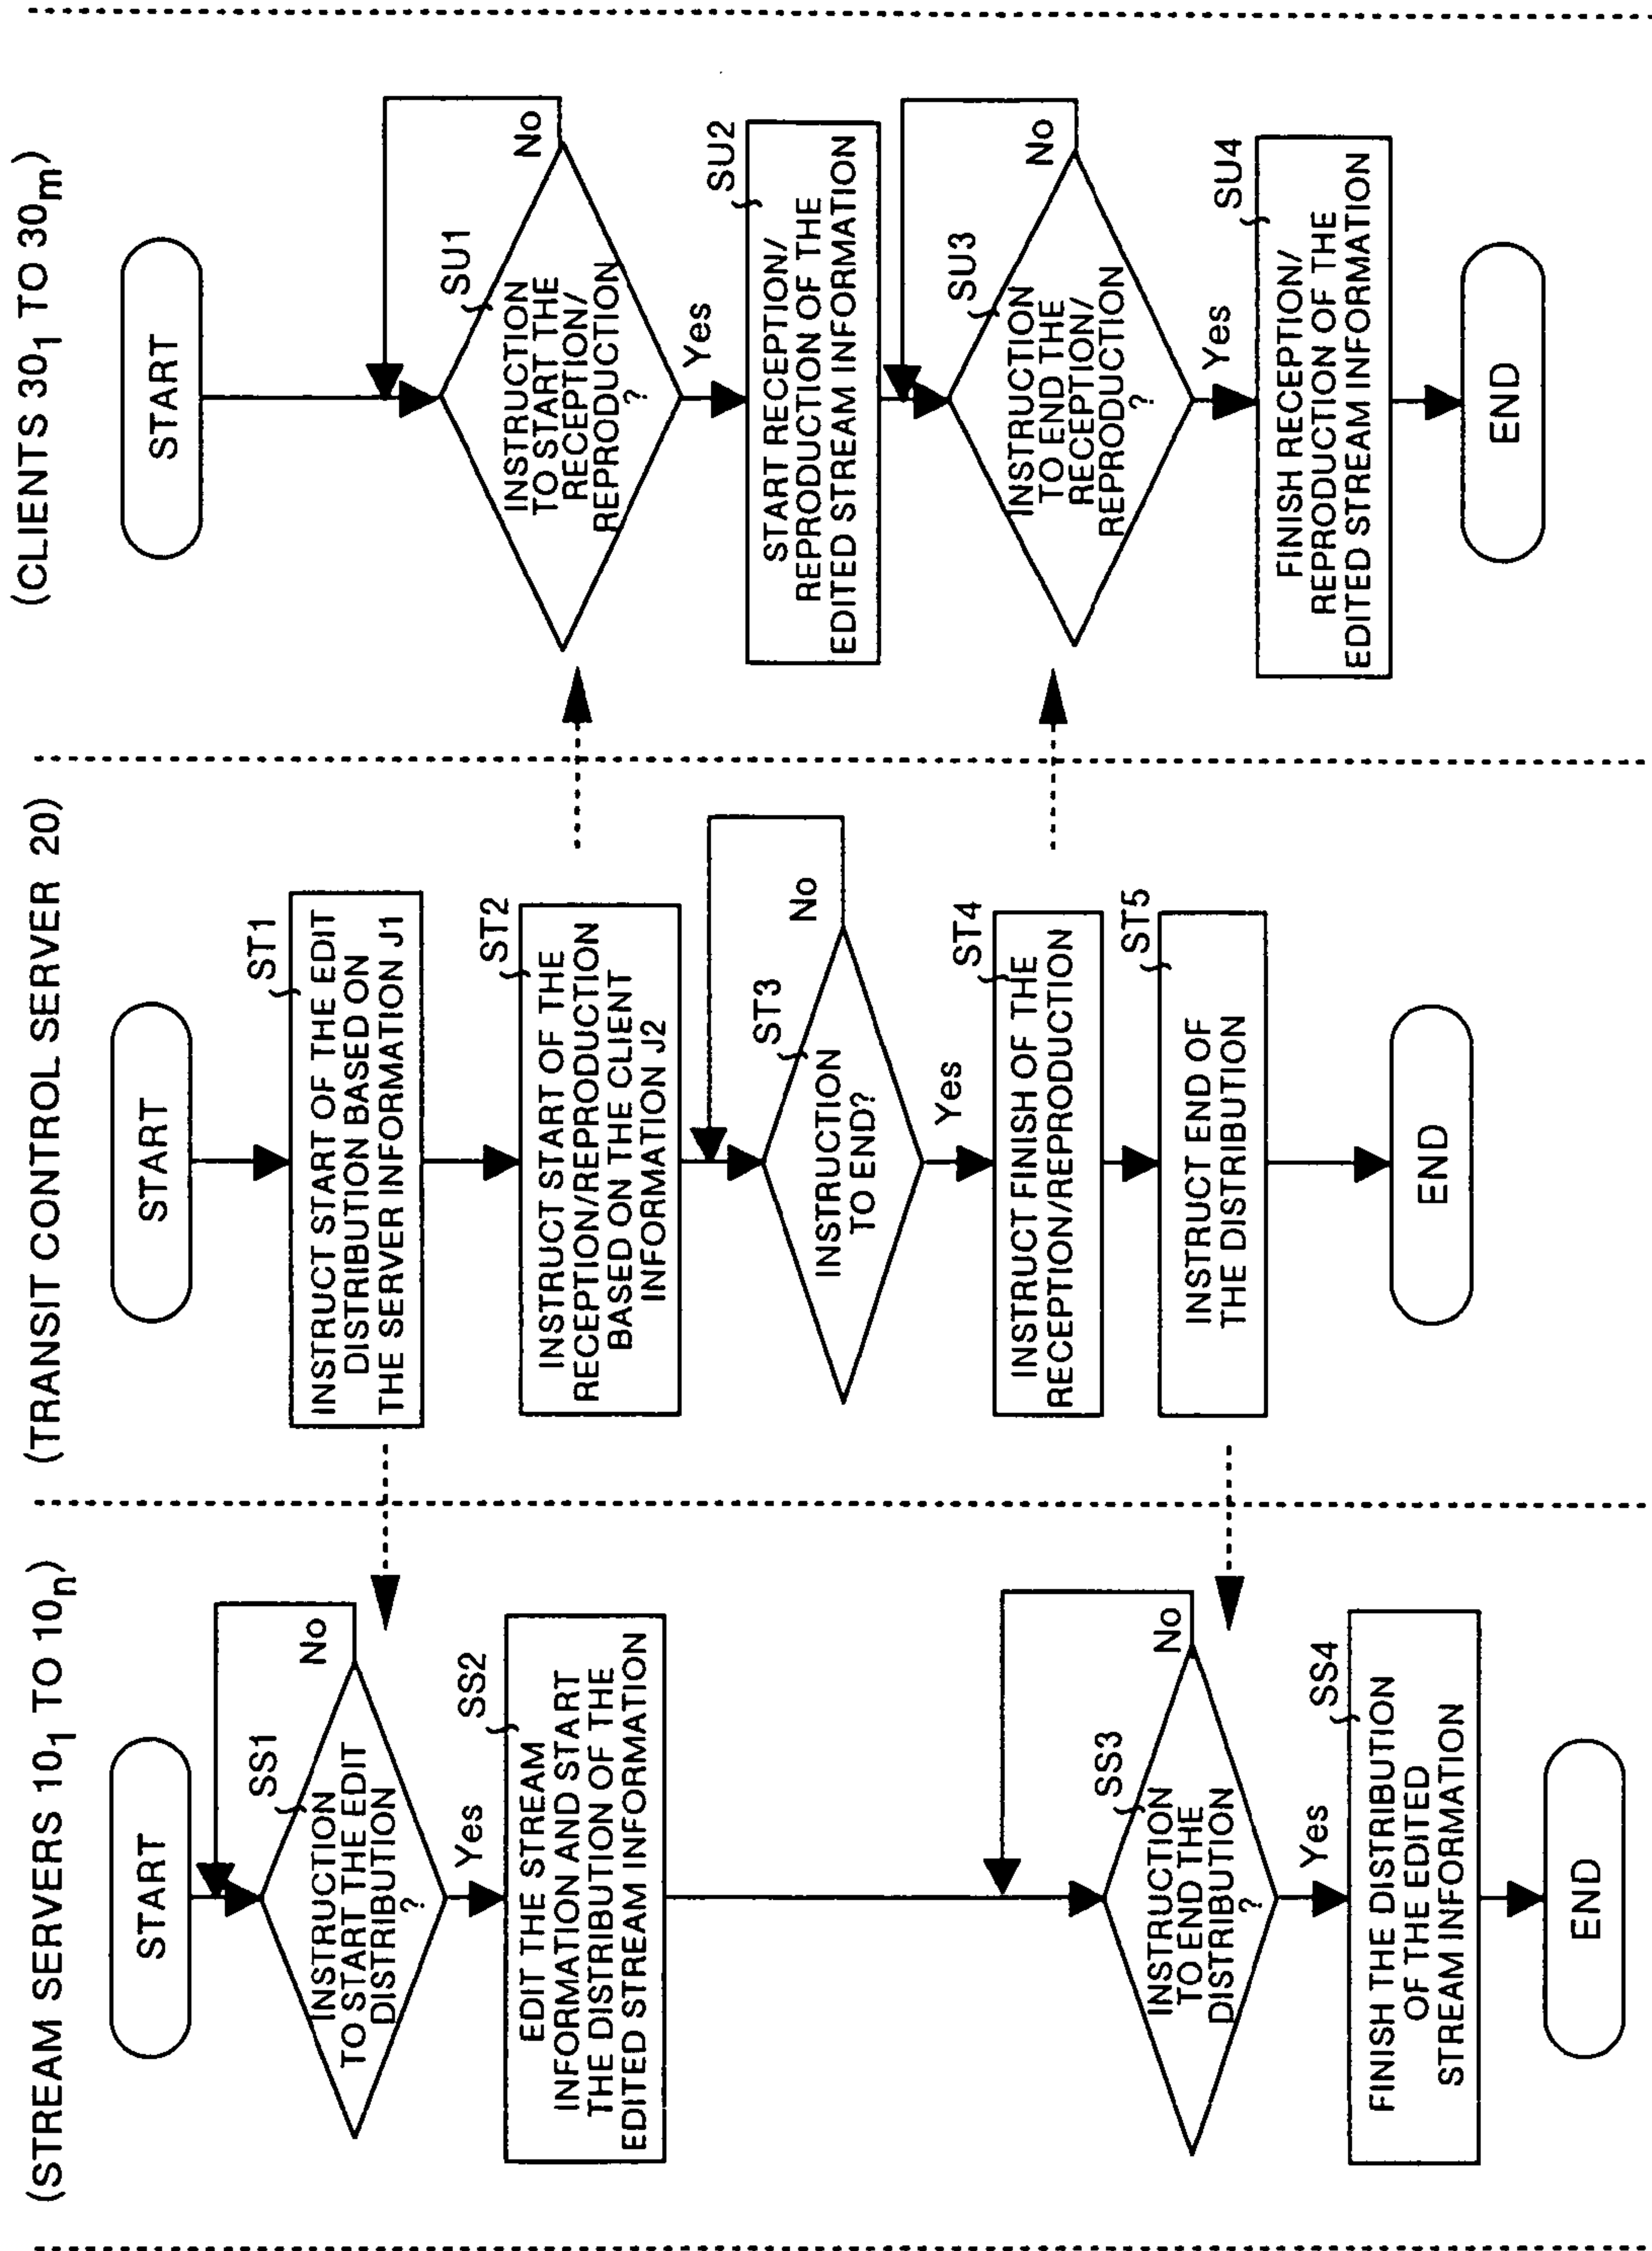 (STREAM SERVERS 10₁ TO 10ₙ)
START
SS1
INSTRUCTION
TO START THE EDIT
DISTRIBUTION
?
No
Yes
SS2
EDIT THE STREAM
INFORMATION AND START
THE DISTRIBUTION OF THE
EDITED STREAM INFORMATION
SS3
INSTRUCTION
TO END THE
DISTRIBUTION
?
No
Yes
SS4
FINISH THE DISTRIBUTION
OF THE EDITED
STREAM INFORMATION
END
(TRANSIT CONTROL SERVER 20)
START
ST1
INSTRUCT START OF THE EDIT
DISTRIBUTION BASED ON
THE SERVER INFORMATION J1
ST2
INSTRUCT START OF THE
RECEPTION/REPRODUCTION
BASED ON THE CLIENT
INFORMATION J2
ST3
INSTRUCTION
TO END?
No
Yes
ST4
INSTRUCT FINISH OF THE
RECEPTION/REPRODUCTION
ST5
INSTRUCT END OF
THE DISTRIBUTION
END
(CLIENTS 30₁ TO 30ₘ)
START
SU1
INSTRUCTION
TO START THE
RECEPTION/
REPRODUCTION
?
No
Yes
SU2
START RECEPTION/
REPRODUCTION OF THE
EDITED STREAM INFORMATION
SU3
INSTRUCTION
TO END THE
RECEPTION/
REPRODUCTION
?
No
Yes
SU4
FINISH RECEPTION/
REPRODUCTION OF THE
EDITED STREAM INFORMATION
END